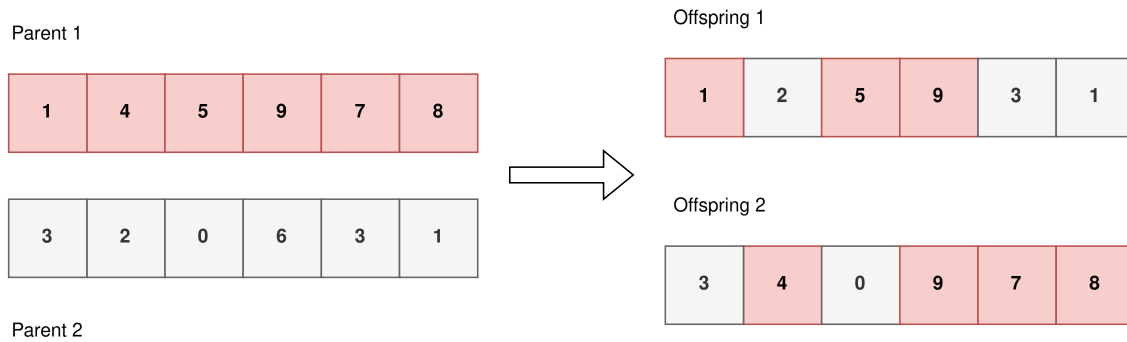 Parent 1
1 4 5 9 7 8
3 2 0 6 3 1
Parent 2
Offspring 1
1 2 5 9 3 1
Offspring 2
3 4 0 9 7 8